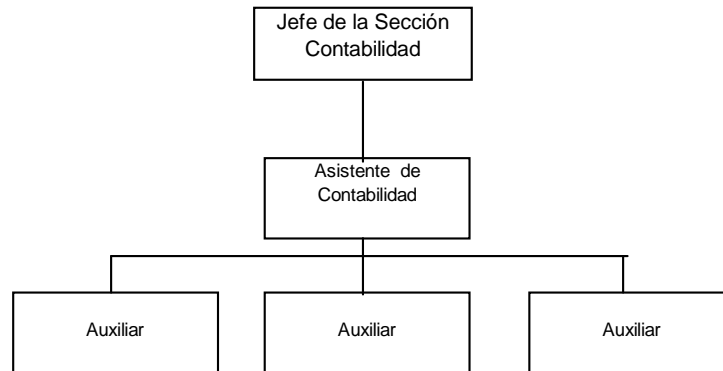 Jefe de la Sección
Contabilidad
Asistente de
Contabilidad
Auxiliar
Auxiliar
Auxiliar